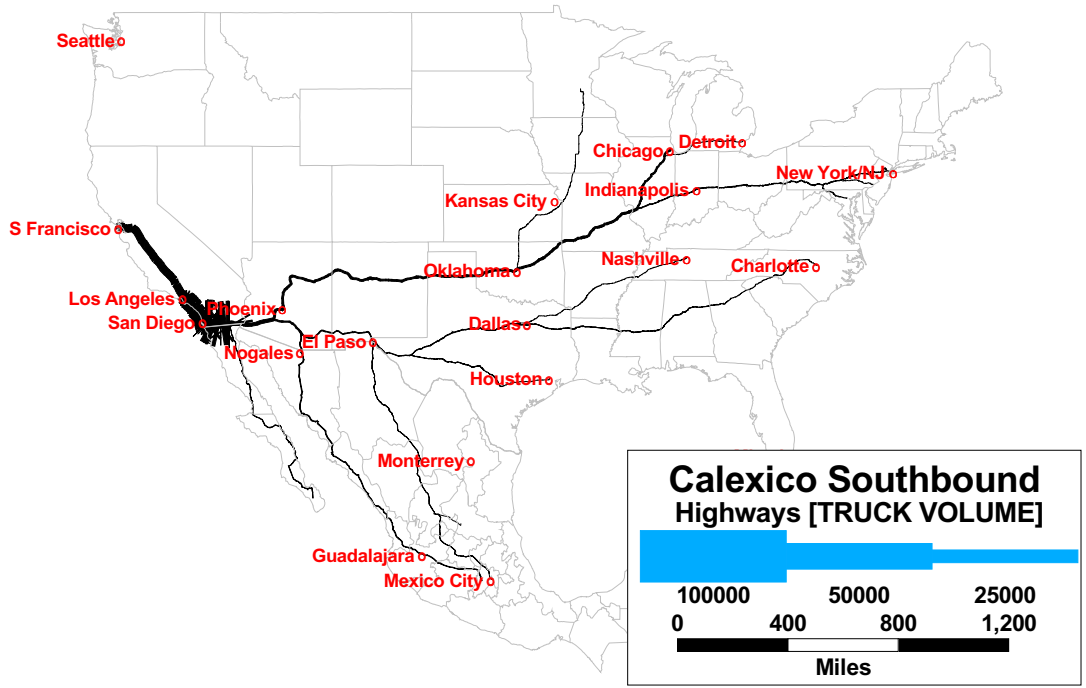 Seattle
Chicago
Detroit
New York/NJ
Indianapolis
Kansas City
S Francisco
Nashville
Charlotte
Oklahoma
Los Angeles
Phoenix
San Diego
Dallas
El Paso
Nogales
Houston
Monterrey
Guadalajara
Mexico City
Calexico Southbound
Highways [TRUCK VOLUME]
100000 50000 25000
0 400 800 1,200
Miles